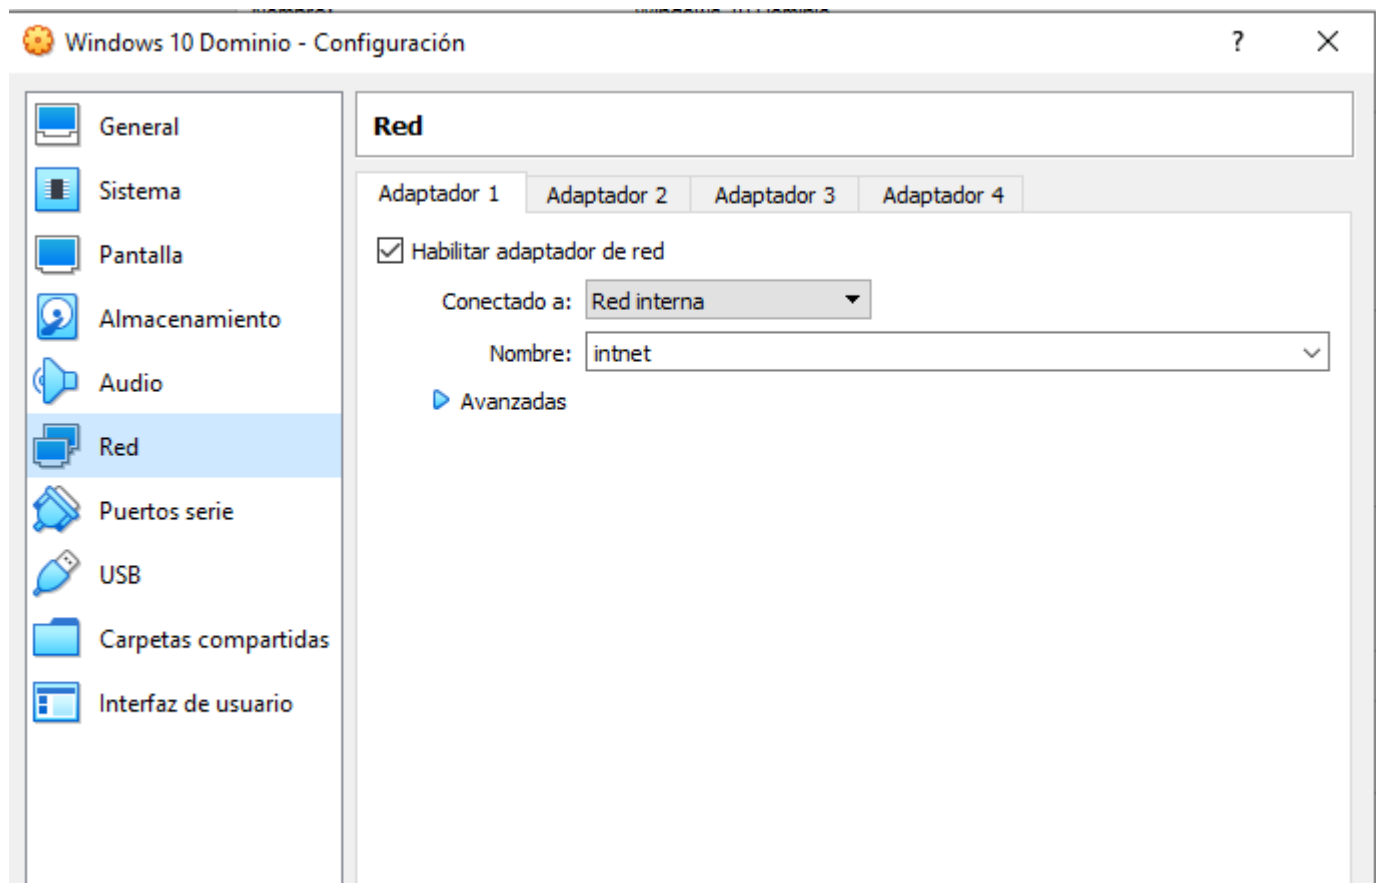 Windows 10 Dominio - Configuración
?
General
Sistema
Pantalla
Almacenamiento
Audio
Red
Puertos serie
USB
Carpetas compartidas
Interfaz de usuario
Red
Adaptador 1 Adaptador 2 Adaptador 3 Adaptador 4
Habilitar adaptador de red
Conectado a: Red interna
Nombre: intnet
Avanzadas